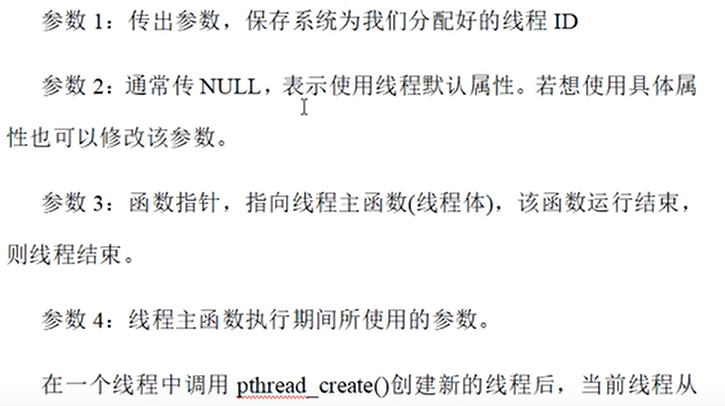 参数 1：传出参数，保存系统为我们分配好的线程 ID
参数 2：通常传 NULL，表示使用线程默认属性。若想使用具体属
性也可以修改该参数。
参数 3：函数指针，指向线程主函数(线程体)，该函数运行结束，
则线程结束。
参数 4：线程主函数执行期间所使用的参数。
在一个线程中调用 pthread_create()创建新的线程后，当前线程从